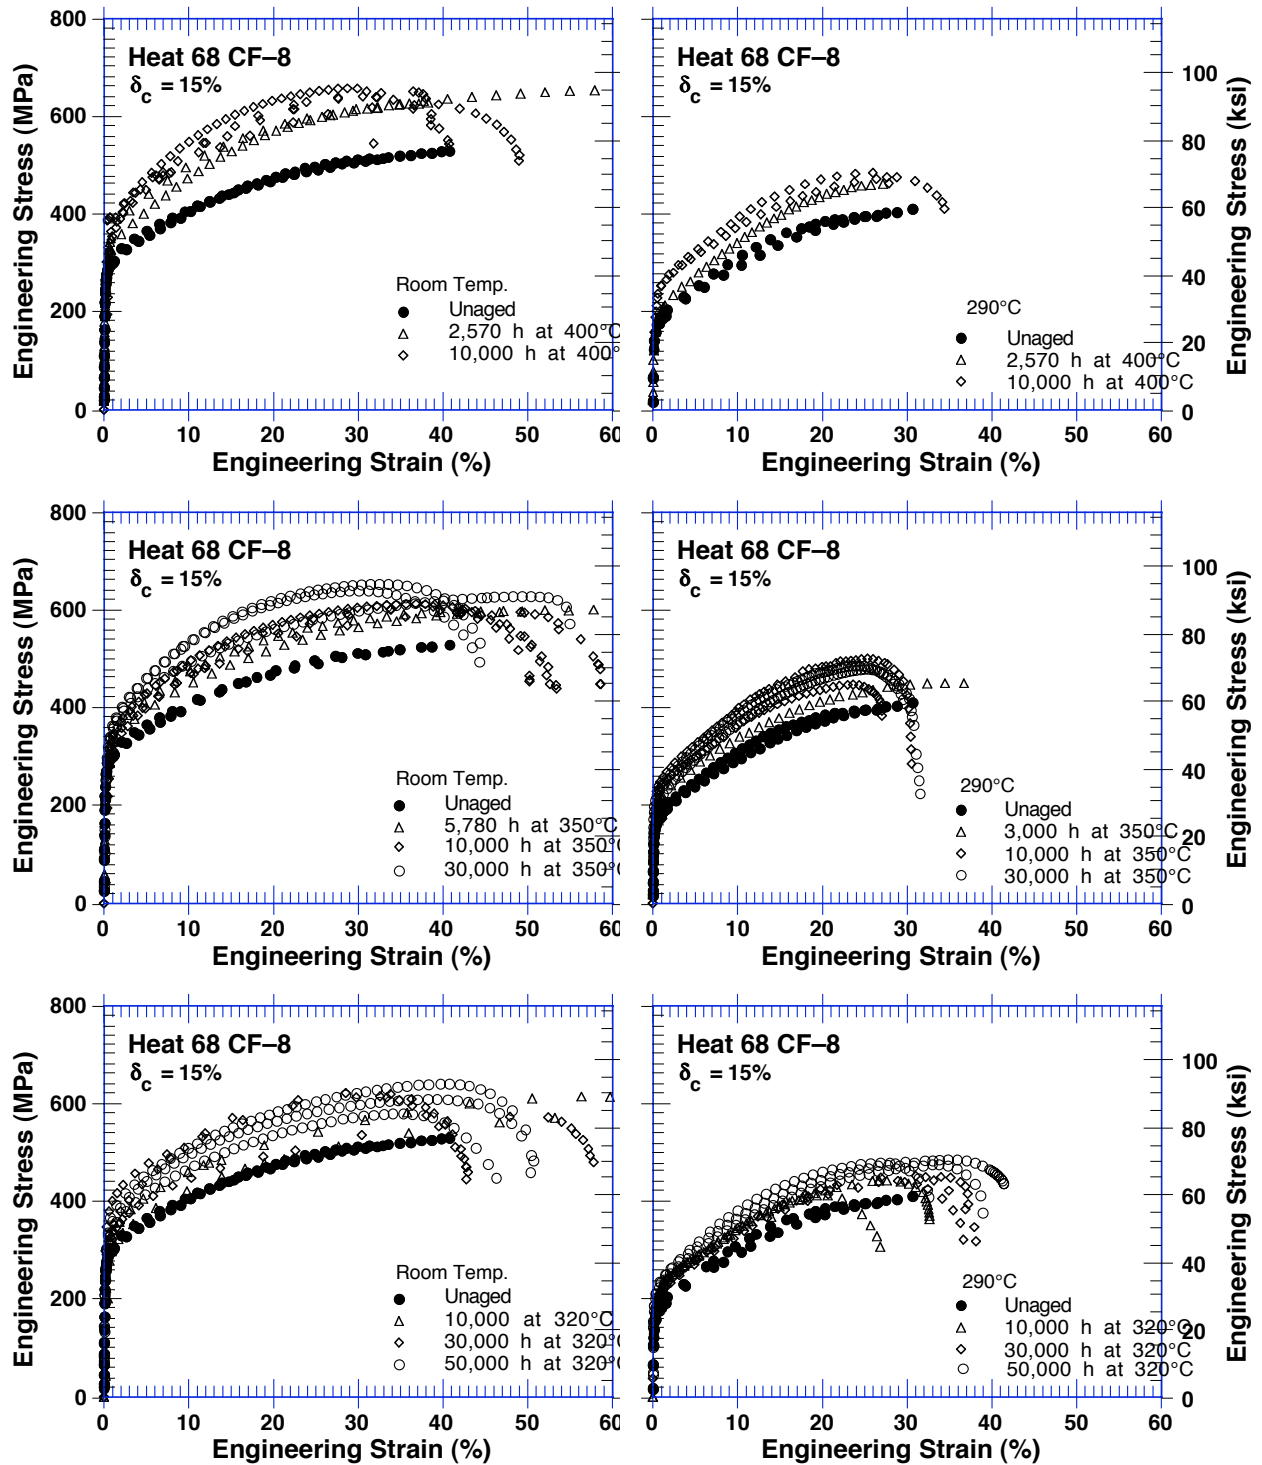 Heat 68 CF–8
δc = 15%
Engineering Stress (MPa)
800
600
400
200
0
Room Temp.
Unaged
2,570 h at 400°C
10,000 h at 400°
0 10 20 30 40 50 60
Engineering Strain (%)
Heat 68 CF–8
δc = 15%
290°C
Unaged
2,570 h at 400°C
10,000 h at 400°C
100
80
60
40
20
0
Engineering Stress (ksi)
0 10 20 30 40 50 60
Engineering Strain (%)
Heat 68 CF–8
δc = 15%
Engineering Stress (MPa)
800
600
400
200
0
Room Temp.
Unaged
5,780 h at 350°C
10,000 h at 350°C
30,000 h at 350°C
0 10 20 30 40 50 60
Engineering Strain (%)
Heat 68 CF–8
δc = 15%
290°C
Unaged
3,000 h at 350°C
10,000 h at 350°C
30,000 h at 350°C
100
80
60
40
20
0
Engineering Stress (ksi)
0 10 20 30 40 50 60
Engineering Strain (%)
Heat 68 CF–8
δc = 15%
Engineering Stress (MPa)
800
600
400
200
0
Room Temp.
Unaged
10,000 at 320°C
30,000 h at 320°C
50,000 h at 320°C
0 10 20 30 40 50 60
Engineering Strain (%)
Heat 68 CF–8
δc = 15%
290°C
Unaged
10,000 h at 320°C
30,000 h at 320°C
50,000 h at 320°C
100
80
60
40
20
0
Engineering Stress (ksi)
0 10 20 30 40 50 60
Engineering Strain (%)